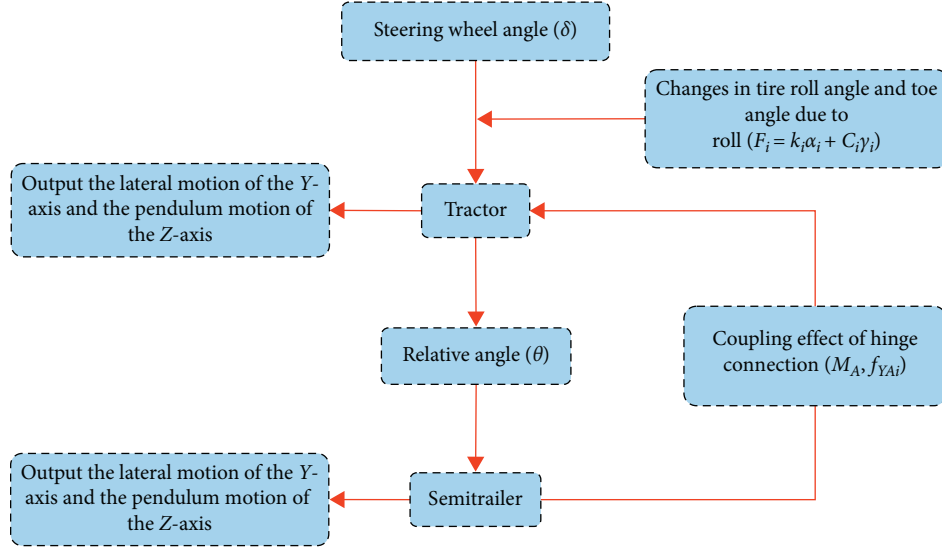 Steering wheel angle (δ)
Changes in tire roll angle and toe
angle due to
roll (Fᵢ = kᵢαᵢ + Cᵢγᵢ)
Output the lateral motion of the Y-
axis and the pendulum motion of
the Z-axis
Tractor
Relative angle (θ)
Coupling effect of hinge
connection (M_A, f_YAi)
Output the lateral motion of the Y-
axis and the pendulum motion of
the Z-axis
Semitrailer